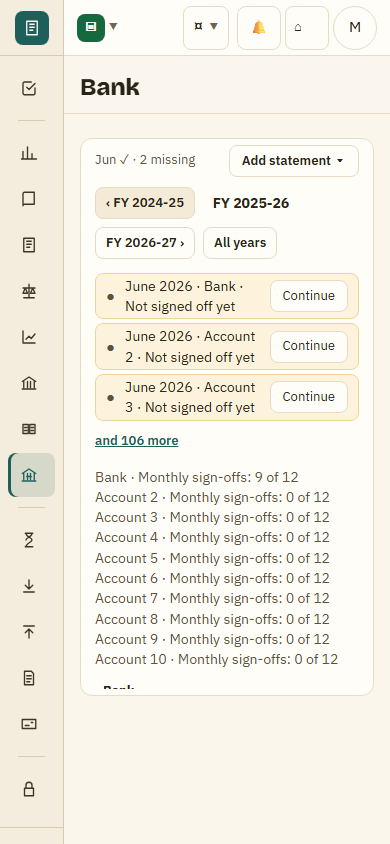 M
Bank
Jun ✓ · 2 missing
Add statement
‹ FY 2024-25
FY 2025-26
FY 2026-27 ›
All years
June 2026 · Bank ·
Not signed off yet
Continue
June 2026 · Account
2 · Not signed off yet
Continue
June 2026 · Account
3 · Not signed off yet
Continue
and 106 more
Bank · Monthly sign-offs: 9 of 12
Account 2 · Monthly sign-offs: 0 of 12
Account 3 · Monthly sign-offs: 0 of 12
Account 4 · Monthly sign-offs: 0 of 12
Account 5 · Monthly sign-offs: 0 of 12
Account 6 · Monthly sign-offs: 0 of 12
Account 7 · Monthly sign-offs: 0 of 12
Account 8 · Monthly sign-offs: 0 of 12
Account 9 · Monthly sign-offs: 0 of 12
Account 10 · Monthly sign-offs: 0 of 12
Bank